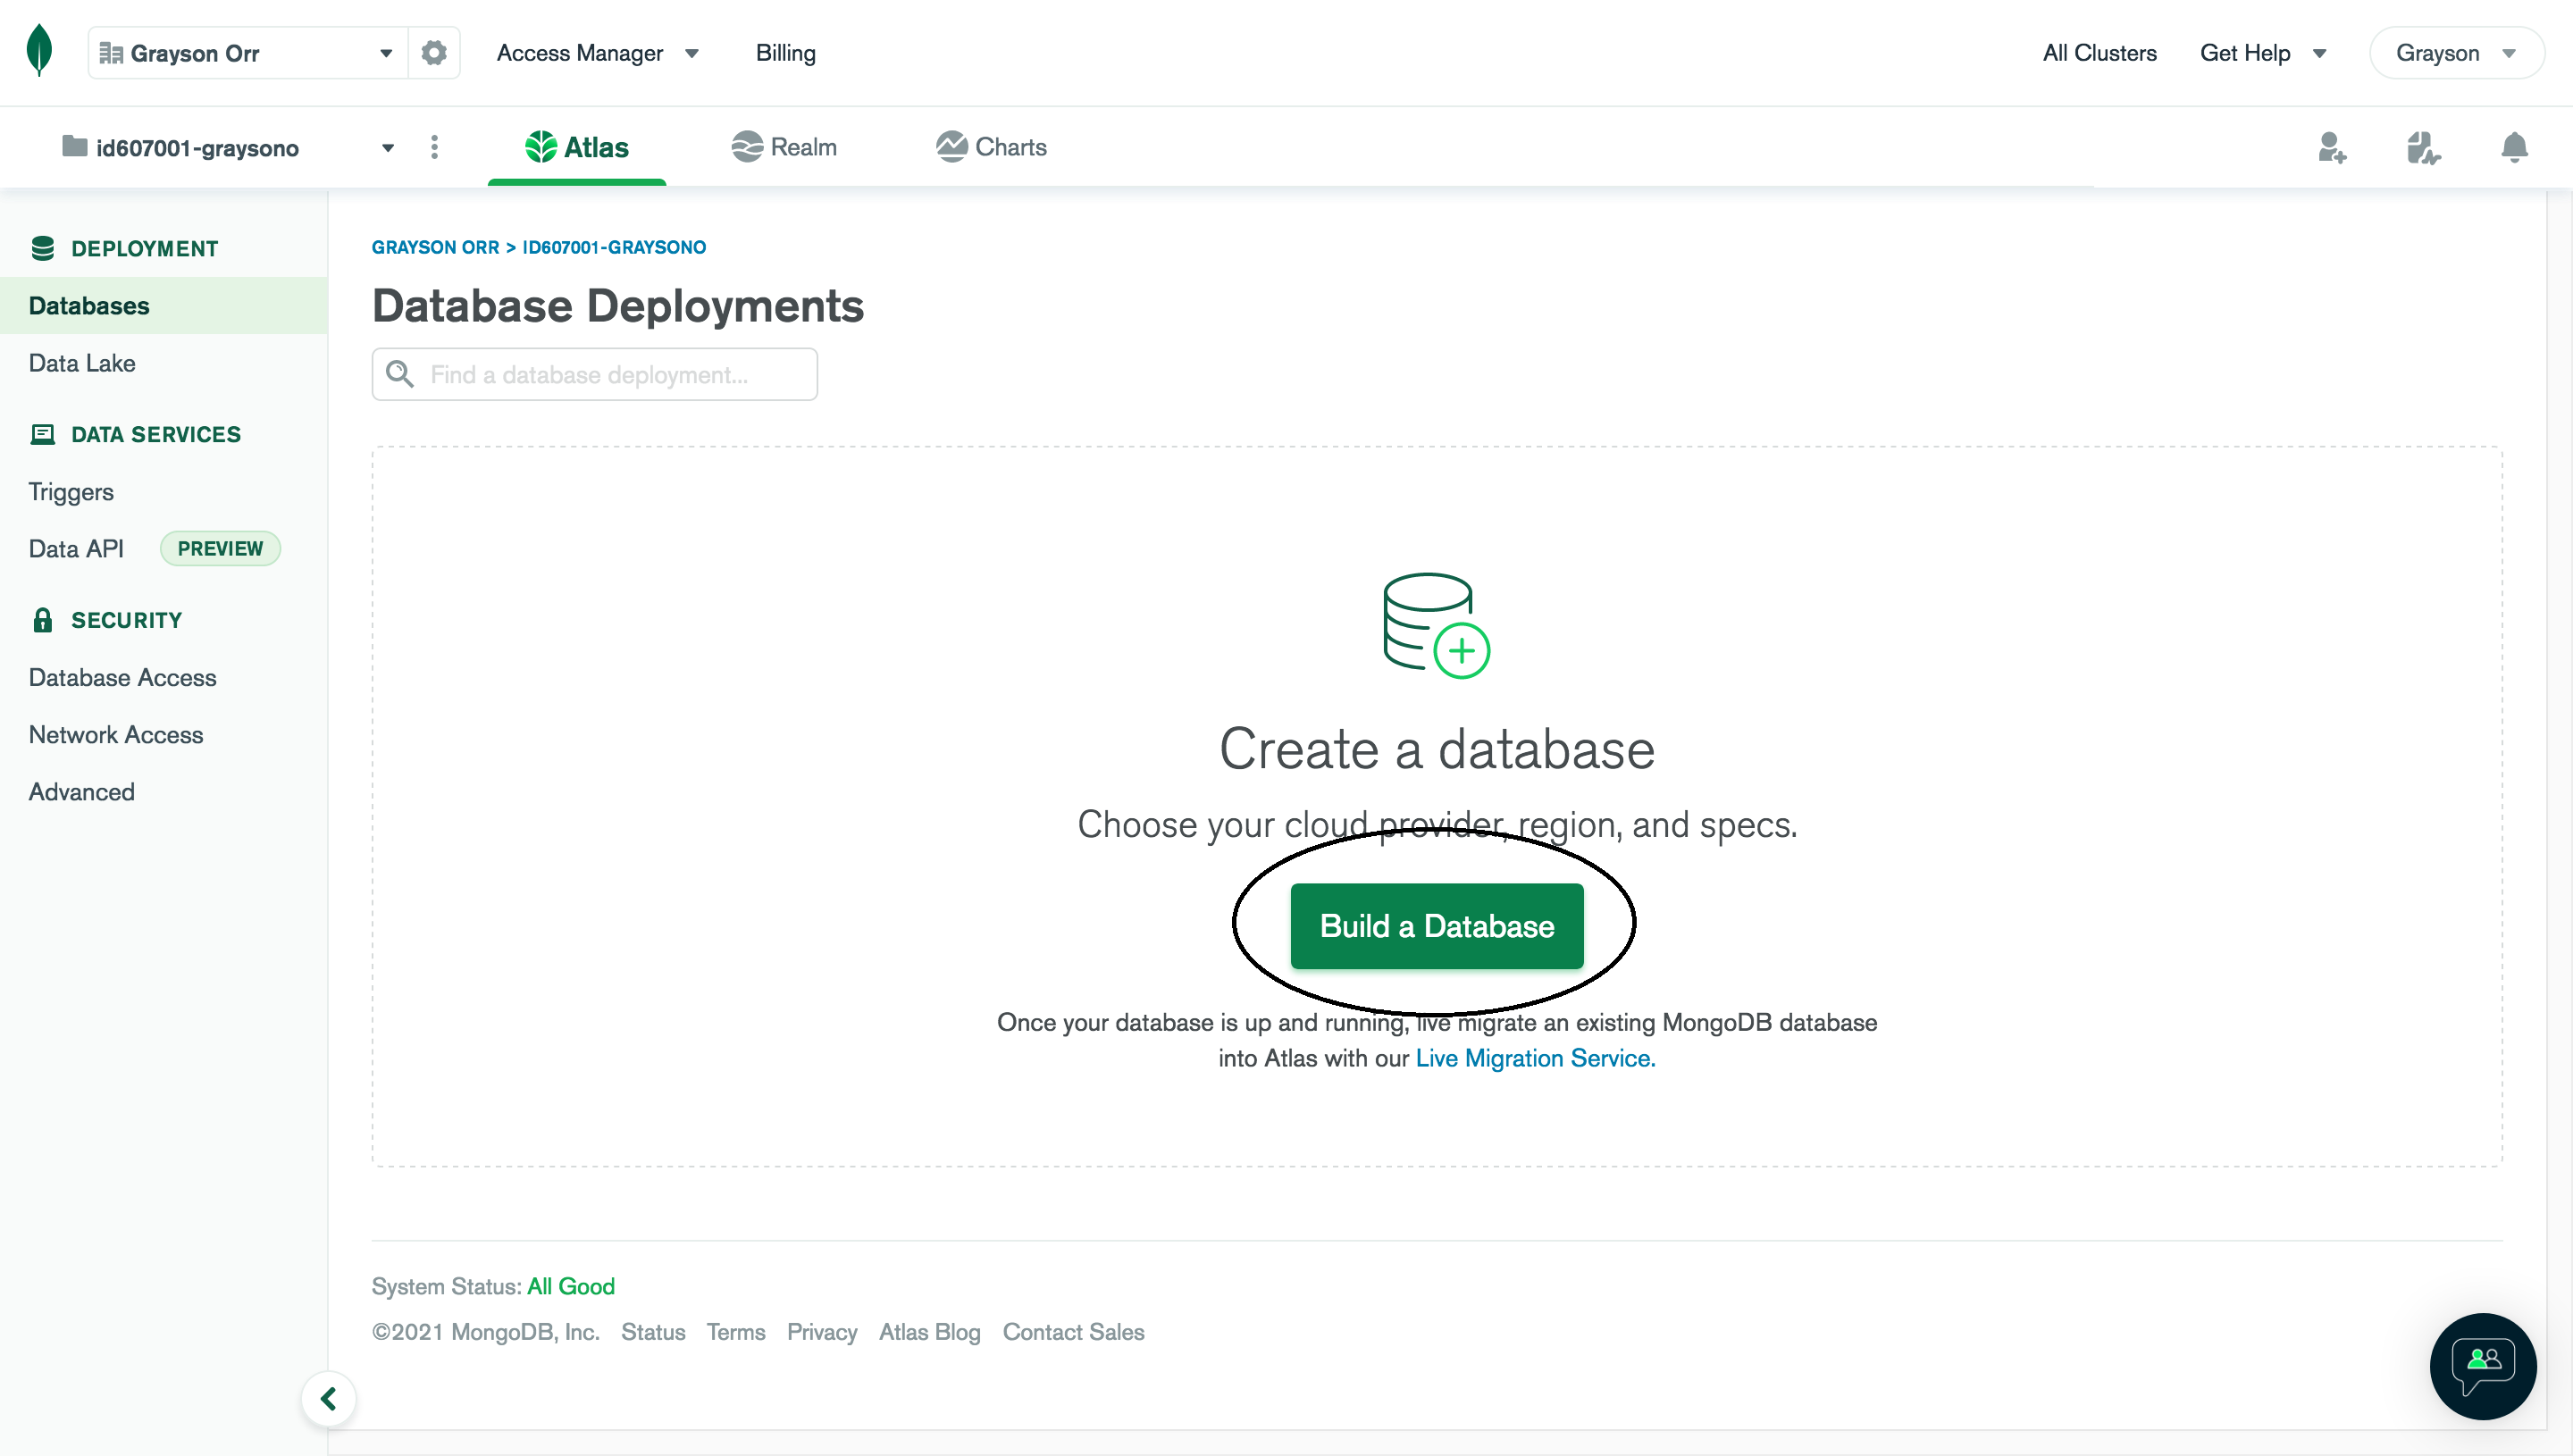 Grayson Orr
Access Manager
Billing
All Clusters
Get Help
Grayson
id607001-graysono
Atlas
Realm
Charts
DEPLOYMENT
Databases
Data Lake
DATA SERVICES
Triggers
Data API
PREVIEW
SECURITY
Database Access
Network Access
Advanced
GRAYSON ORR > ID607001-GRAYSONO
Database Deployments
Find a database deployment...
Create a database
Choose your cloud provider, region, and specs.
Build a Database
Once your database is up and running, live migrate an existing MongoDB database
into Atlas with our Live Migration Service.
System Status: All Good
©2021 MongoDB, Inc. Status Terms Privacy Atlas Blog Contact Sales